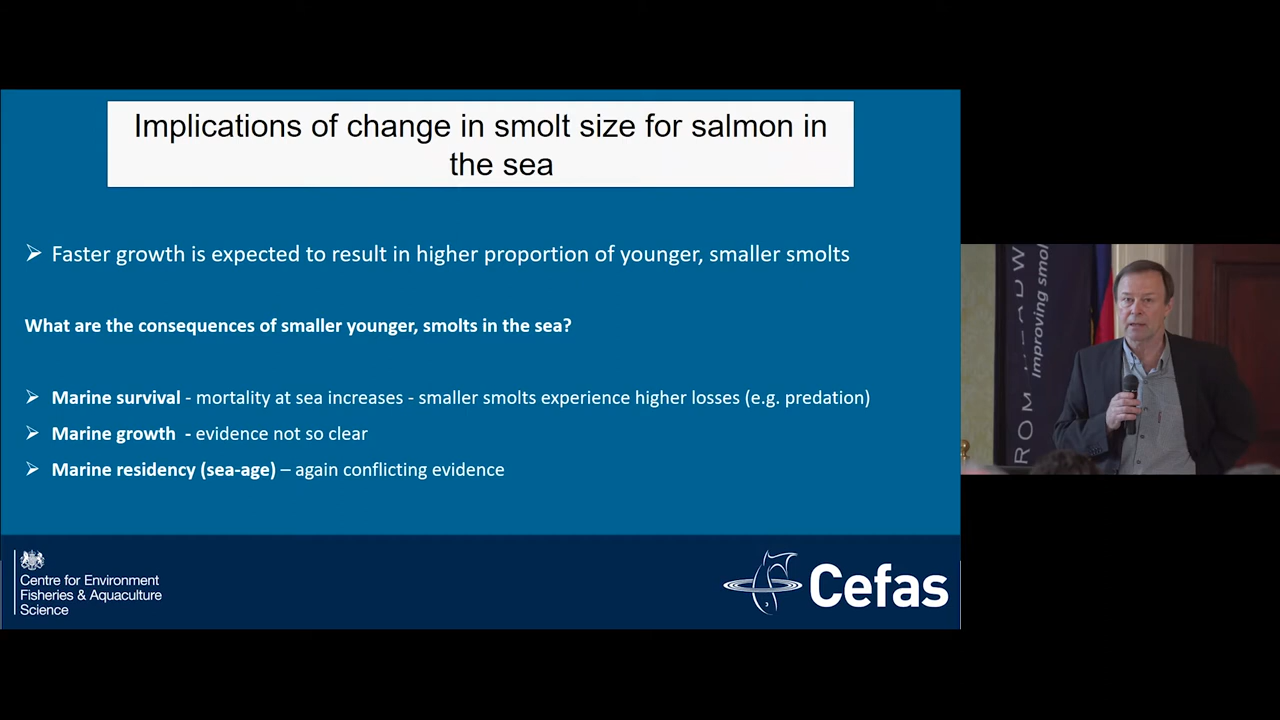 Implications of change in smolt size for salmon in
the sea
Faster growth is expected to result in higher proportion of younger, smaller smolts
What are the consequences of smaller younger, smolts in the sea?
Marine survival - mortality at sea increases - smaller smolts experience higher losses (e.g. predation)
Marine growth - evidence not so clear
Marine residency (sea-age) – again conflicting evidence
Centre for Environment
Fisheries & Aquaculture
Science
Cefas
ROM
Improving smol